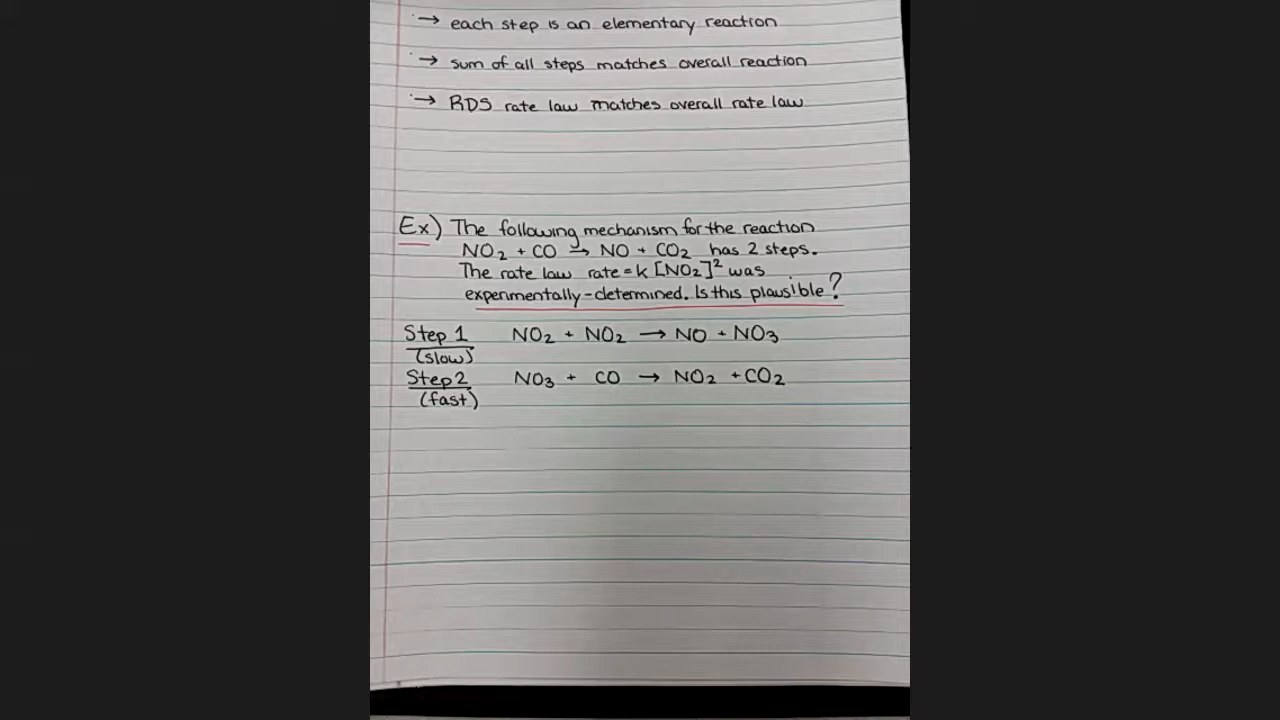 → each step is an elementary reaction
→ sum of all steps matches overall reaction
→ RDS rate law matches overall rate law
Ex) The following mechanism for the reaction
NO₂ + CO → NO + CO₂ has 2 steps.
The rate law rate = k [NO₂]² was
experimentally-determined. Is this plausible?
Step 1 NO₂ + NO₂ → NO + NO₃
(slow)
Step 2 NO₃ + CO → NO₂ + CO₂
(fast)